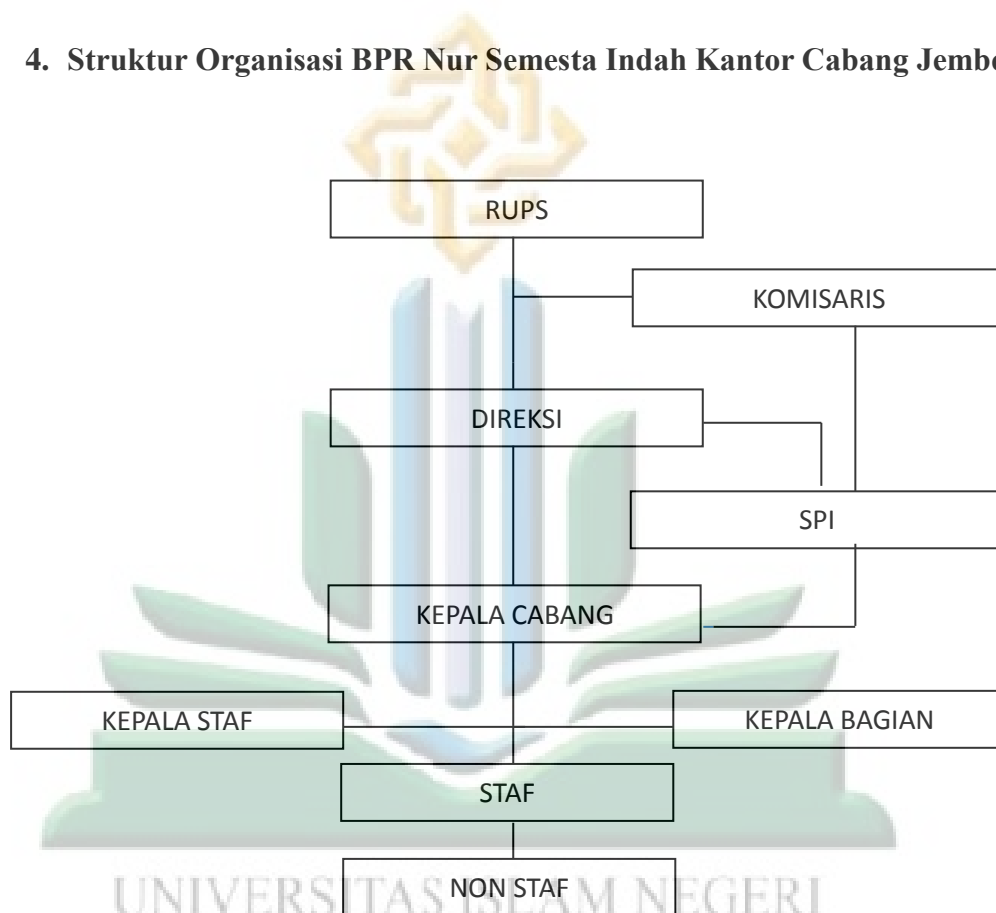 4. Struktur Organisasi BPR Nur Semesta Indah Kantor Cabang
RUPS
KOMISARIS
DIREKSI
SPI
KEPALA CABANG
KEPALA STAF
KEPALA BAGIAN
STAF
NON STAF
UNIVERSITAS ISLAM NEGERI